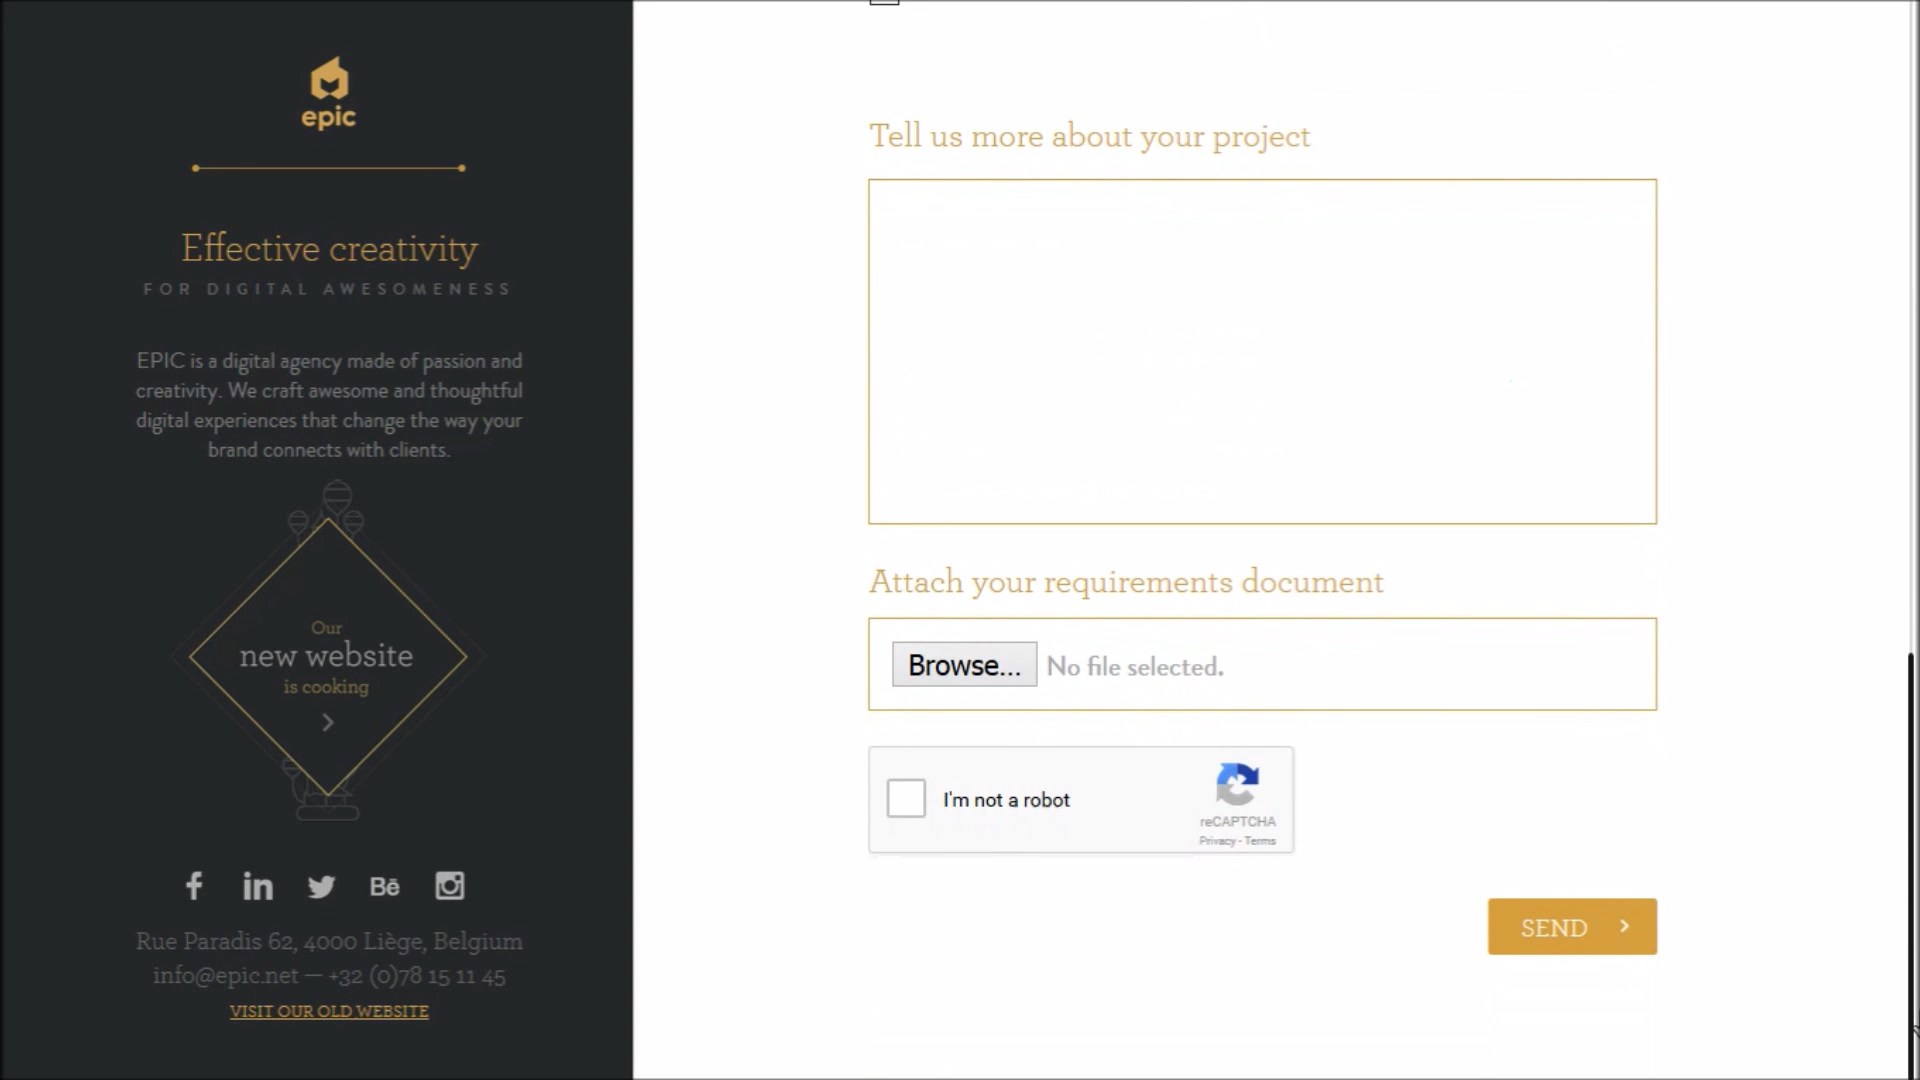 epic
Effective creativity
FOR DIGITAL AWESOMENESS
EPIC is a digital agency made of passion and
creativity. We craft awesome and thoughtful
digital experiences that change the way your
brand connects with clients.
Our
new website
is cooking
Bē
Rue Paradis 62, 4000 Liège, Belgium
info@epic.net — +32 (0)78 15 11 45
VISIT OUR OLD WEBSITE
Tell us more about your project
Attach your requirements document
Browse... No file selected.
I'm not a robot
reCAPTCHA
Privacy - Terms
SEND